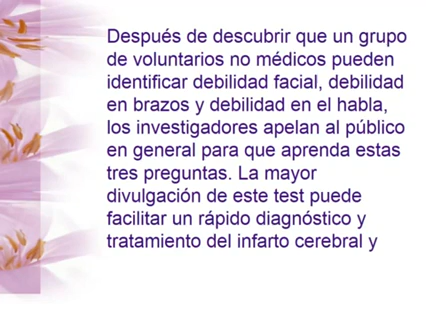 Después de descubrir que un grupo
de voluntarios no médicos pueden
identificar debilidad facial, debilidad
en brazos y debilidad en el habla,
los investigadores apelan al público
en general para que aprenda estas
tres preguntas. La mayor
divulgación de este test puede
facilitar un rápido diagnóstico y
tratamiento del infarto cerebral y